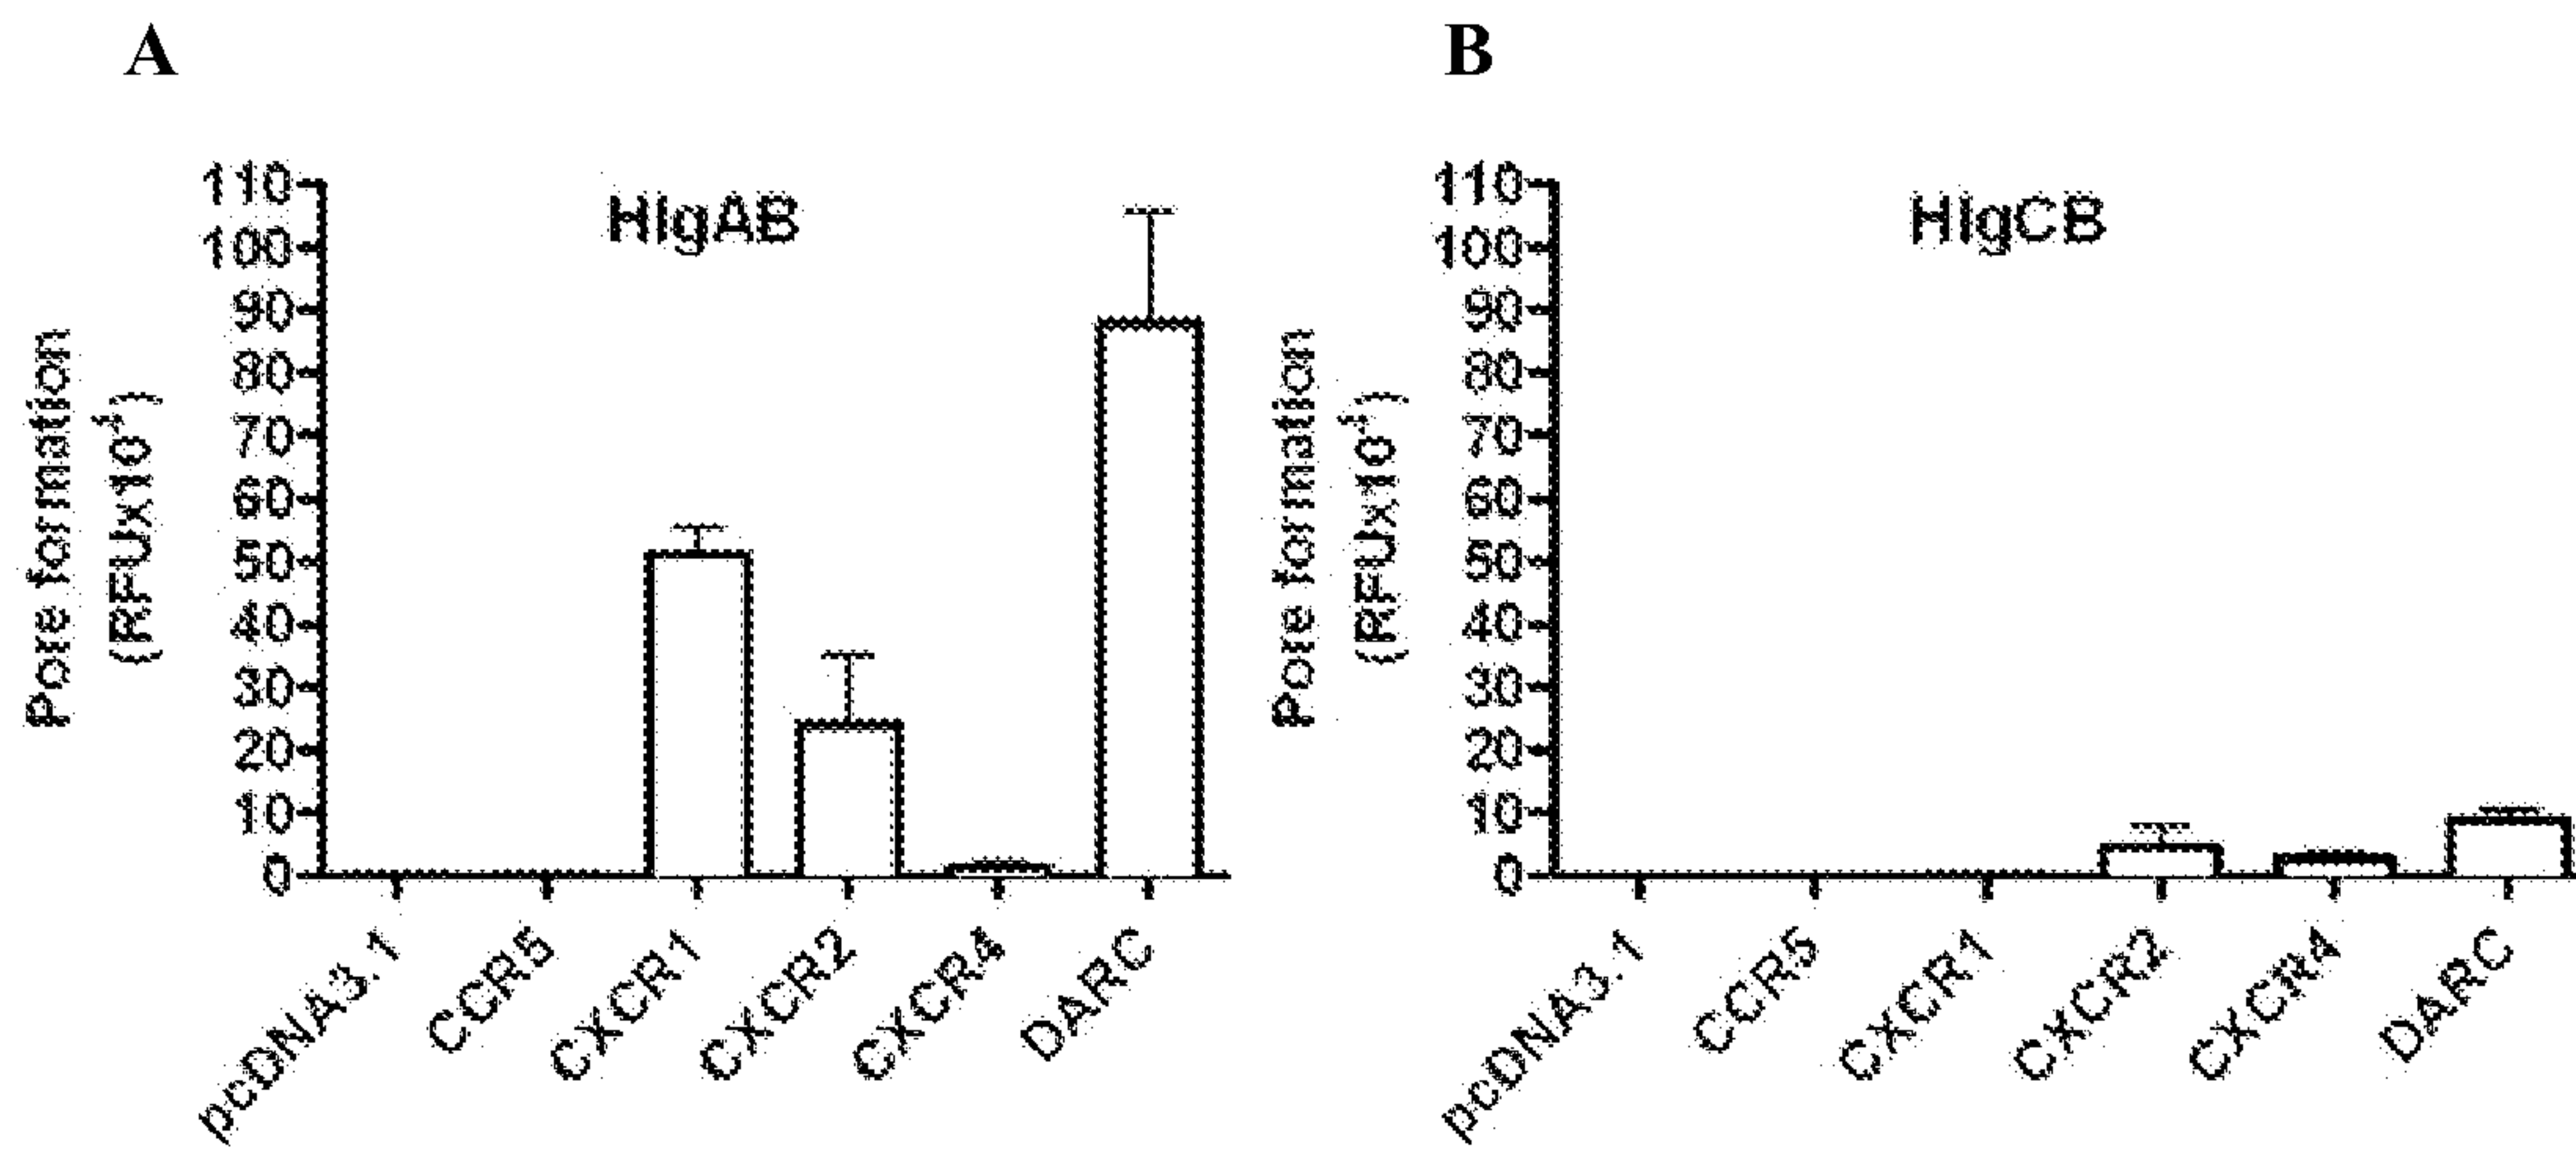 A
HlgAB
Pore formation
110
100
90
80
70
60
50
40
30
20
10
0
pcDNA3.1
CCR5
CXCR1
CXCR2
CXCR4
DARC
B
HlgCB
Pore formation
110
100
90
80
70
60
50
40
30
20
10
0
pcDNA3.1
CCR5
CXCR1
CXCR2
CXCR4
DARC